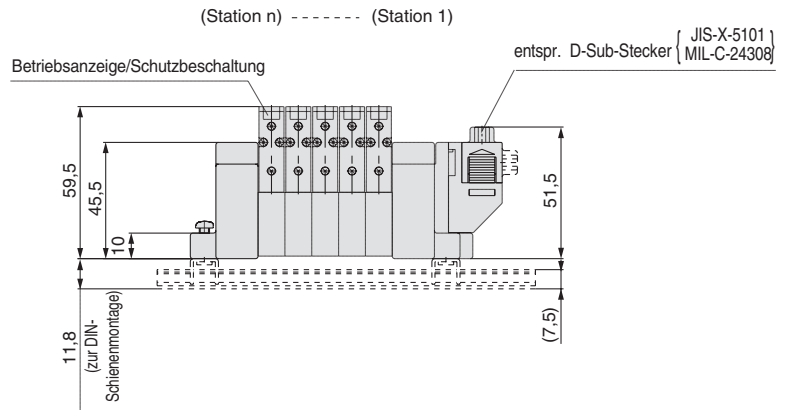 (Station n) ------- (Station 1)
JIS-X-5101
entspr. D-Sub-Stecker { MIL-C-24308 }
Betriebsanzeige/Schutzbeschaltung
59,5
45,5
10
51,5
11,8
(zur DIN-
Schienenmontage)
(7,5)